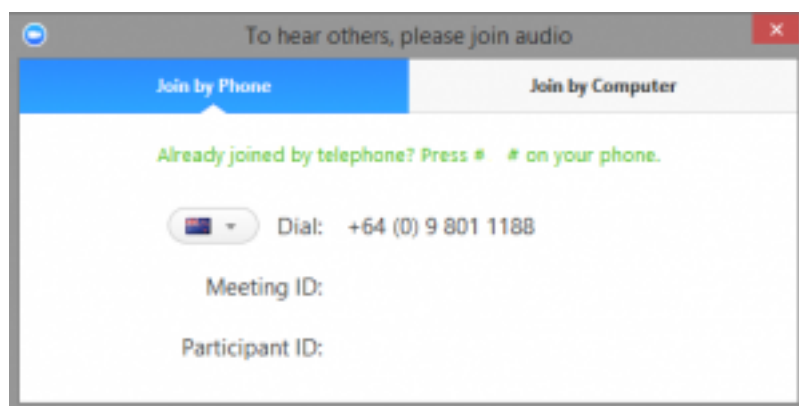 To hear others, please join audio
Join by Phone Join by Computer
Already joined by telephone? Press # # on your phone.
Dial: +64 (0) 9 801 1188
Meeting ID:
Participant ID: